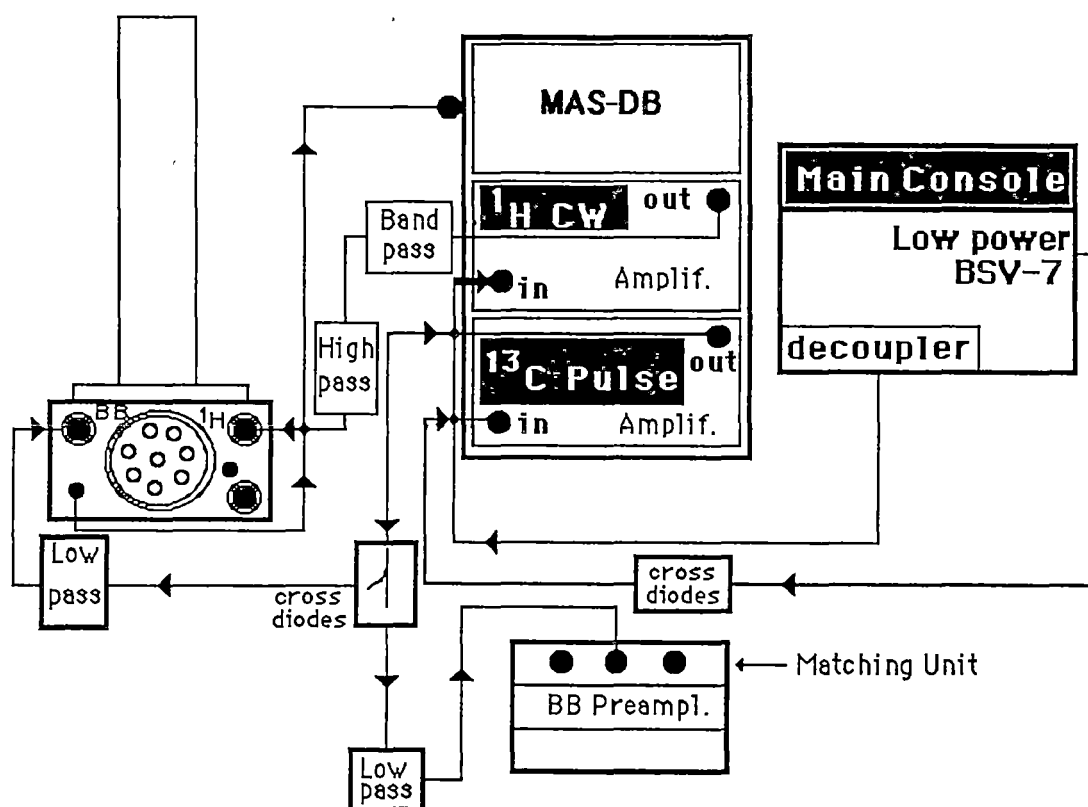 MAS-DB
¹H CW
out
in
Amplif.
¹³C Pulse
out
in
Amplif.
Main Console
Low power
BSV-7
decoupler
Band
pass
High
pass
BB
¹H
Low
pass
cross
diodes
cross
diodes
Matching Unit
BB Preampl.
Low
pass